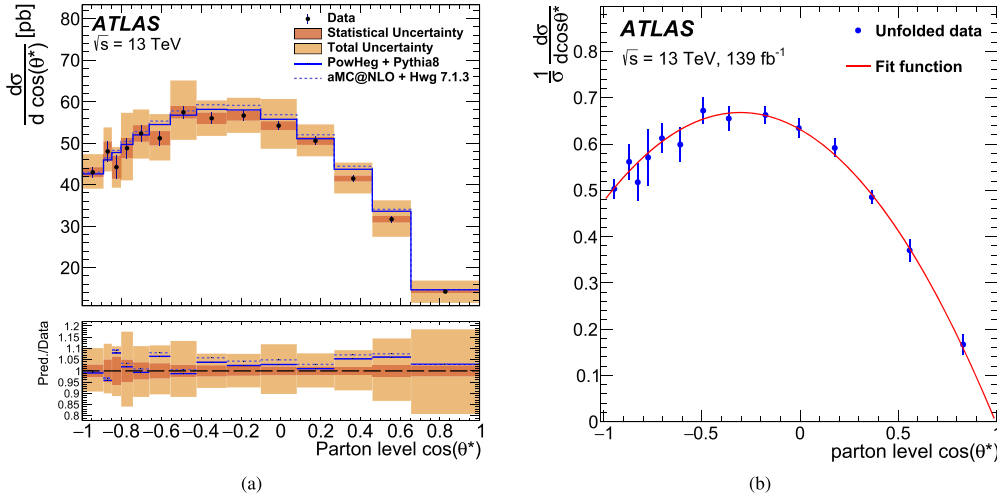 ATLAS
√s = 13 TeV
Data
Statistical Uncertainty
Total Uncertainty
PowHeg + Pythia8
aMC@NLO + Hwg 7.1.3
dσ
d cos(θ*) [pb]
80
70
60
50
40
30
20
Pred./Data
1.2
1.15
1.1
1.05
1
0.95
0.9
0.85
0.8
−1 −0.8 −0.6 −0.4 −0.2 0 0.2 0.4 0.6 0.8 1
Parton level cos(θ*)
(a)
ATLAS
√s = 13 TeV, 139 fb-1
Unfolded data
Fit function
1 dσ
σ dcosθ*
0.9
0.8
0.7
0.6
0.5
0.4
0.3
0.2
0.1
0
−1 −0.5 0 0.5 1
parton level cos(θ*)
(b)